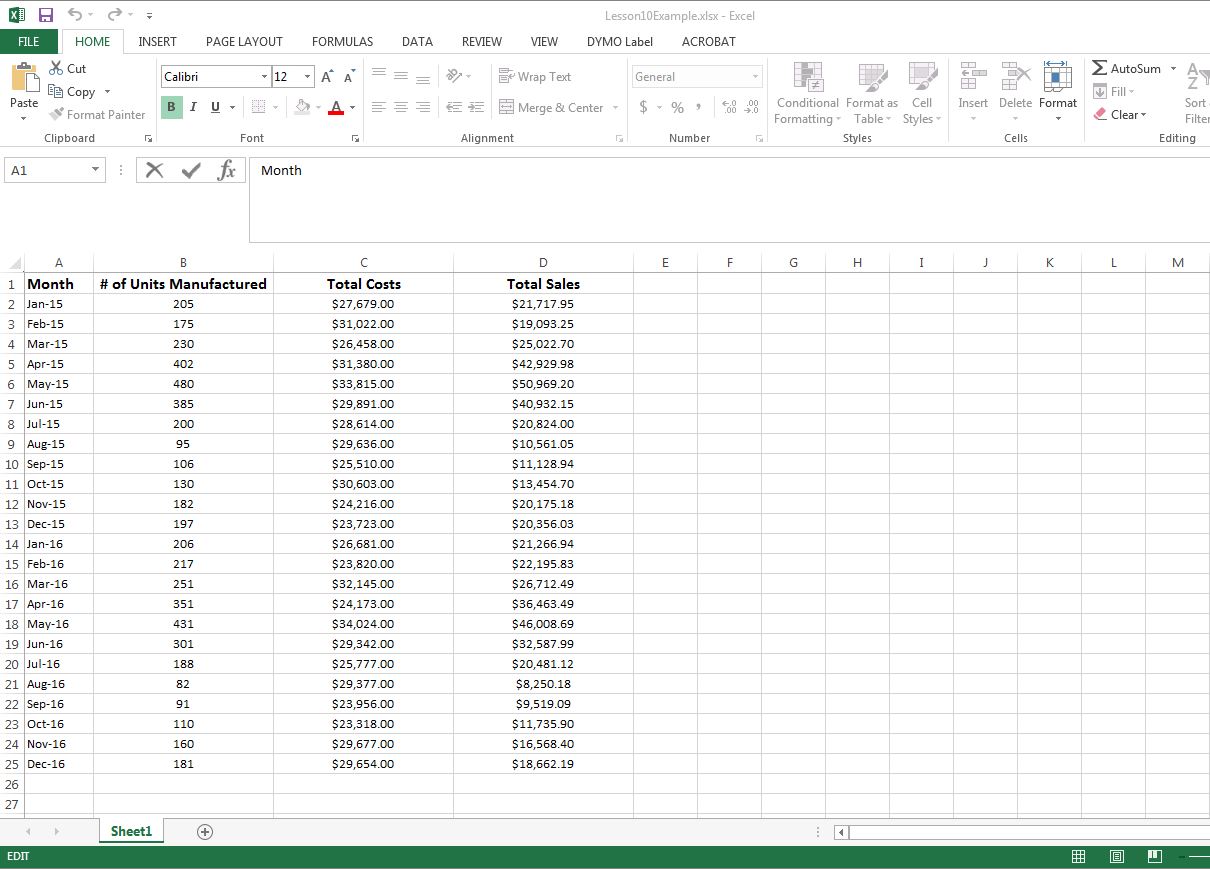 Lesson10Example.xlsx - Excel
FILE HOME INSERT PAGE LAYOUT FORMULAS DATA REVIEW VIEW DYMO Label ACROBAT
Paste
Cut
Copy
Format Painter
Clipboard
Calibri 12
A A
B I U A
Font
Wrap Text
Merge & Center
Alignment
General
$ % ,
Number
Conditional Formatting
Format as Table
Cell Styles
Styles
Insert Delete Format
Cells
AutoSum
Fill
Clear
Sort
Filter
Editing
A1 fx Month
A B C D E F G H I J K L M
1 Month # of Units Manufactured Total Costs Total Sales
2 Jan-15 205 $27,679.00 $21,717.95
3 Feb-15 175 $31,022.00 $19,093.25
4 Mar-15 230 $26,458.00 $25,022.70
5 Apr-15 402 $31,380.00 $42,929.98
6 May-15 480 $33,815.00 $50,969.20
7 Jun-15 385 $29,891.00 $40,932.15
8 Jul-15 200 $28,614.00 $20,824.00
9 Aug-15 95 $29,636.00 $10,561.05
10 Sep-15 106 $25,510.00 $11,128.94
11 Oct-15 130 $30,603.00 $13,454.70
12 Nov-15 182 $24,216.00 $20,175.18
13 Dec-15 197 $23,723.00 $20,356.03
14 Jan-16 206 $26,681.00 $21,266.94
15 Feb-16 217 $23,820.00 $22,195.83
16 Mar-16 251 $32,145.00 $26,712.49
17 Apr-16 351 $24,173.00 $36,463.49
18 May-16 431 $34,024.00 $46,008.69
19 Jun-16 301 $29,342.00 $32,587.99
20 Jul-16 188 $25,777.00 $20,481.12
21 Aug-16 82 $29,377.00 $8,250.18
22 Sep-16 91 $23,956.00 $9,519.09
23 Oct-16 110 $23,318.00 $11,735.90
24 Nov-16 160 $29,677.00 $16,568.40
25 Dec-16 181 $29,654.00 $18,662.19
26
27
Sheet1
EDIT